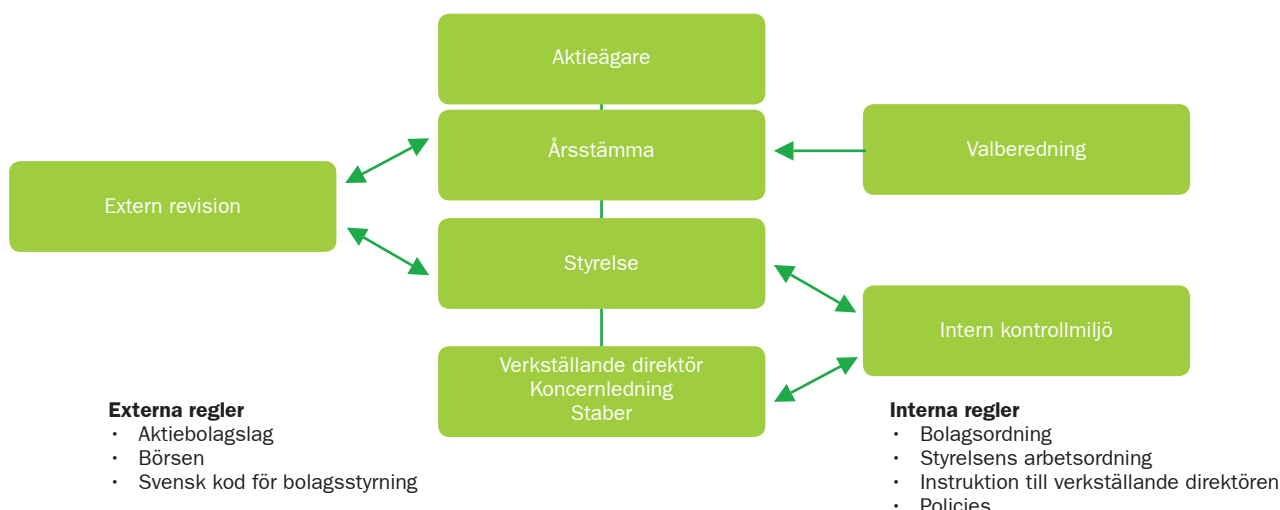 Aktieägare
Årsstämma
Valberedning
Extern revision
Styrelse
Intern kontrollmiljö
Verkställande direktör
Koncernledning
Staber
Externa regler
· Aktiebolagslag
· Börsen
· Svensk kod för bolagsstyrning
Interna regler
· Bolagsordning
· Styrelsens arbetsordning
· Instruktion till verkställande direktören
· Policies